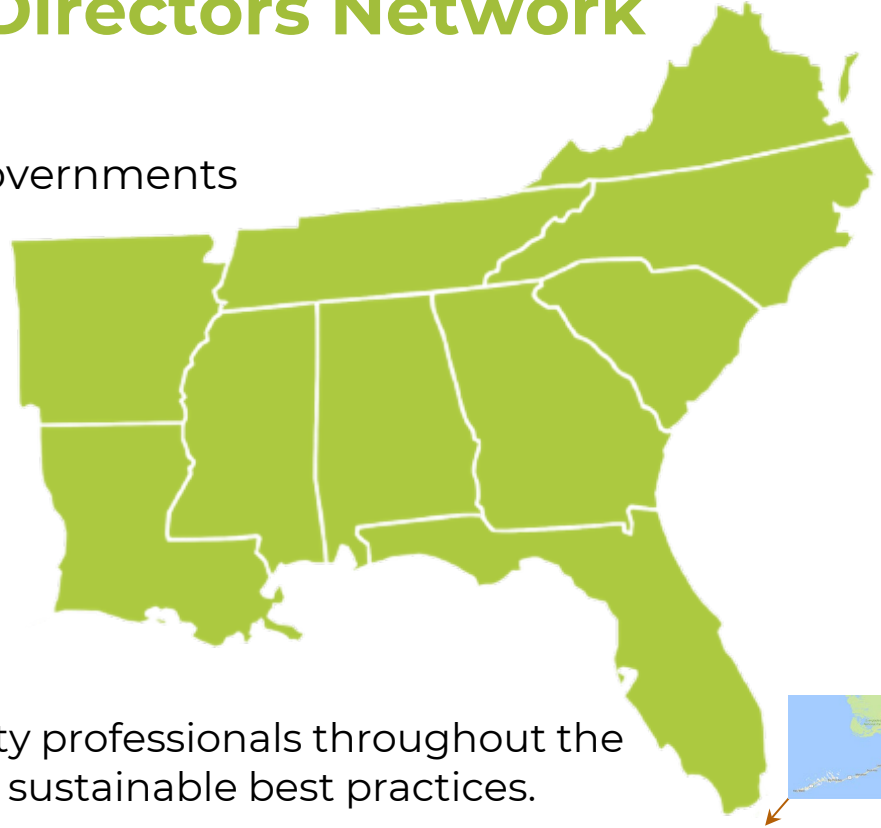 Directors Network
overnments
ty professionals throughout the
sustainable best practices.